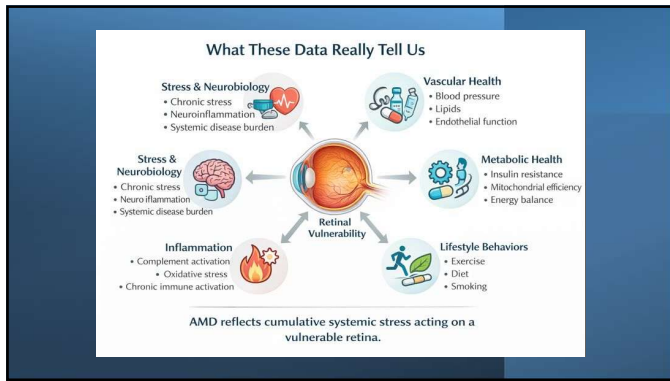 What These Data Really Tell Us
Stress & Neurobiology
• Chronic stress
• Neuroinflammation
• Systemic disease burden
Vascular Health
• Blood pressure
• Lipids
• Endothelial function
Stress &
Neurobiology
• Chronic stress
• Neuro iflammation
• Systemic disease burden
Metabolic Health
• Insulin resistance
• Mitochondrial efficiency
• Energy balance
Retinal
Vulnerability
Inflammation
• Complement activation
• Oxidative stress
• Chronic immune activation
Lifestyle Behaviors
• Exercise
• Diet
• Smoking
AMD reflects cumulative systemic stress acting on a
vulnerable retina.